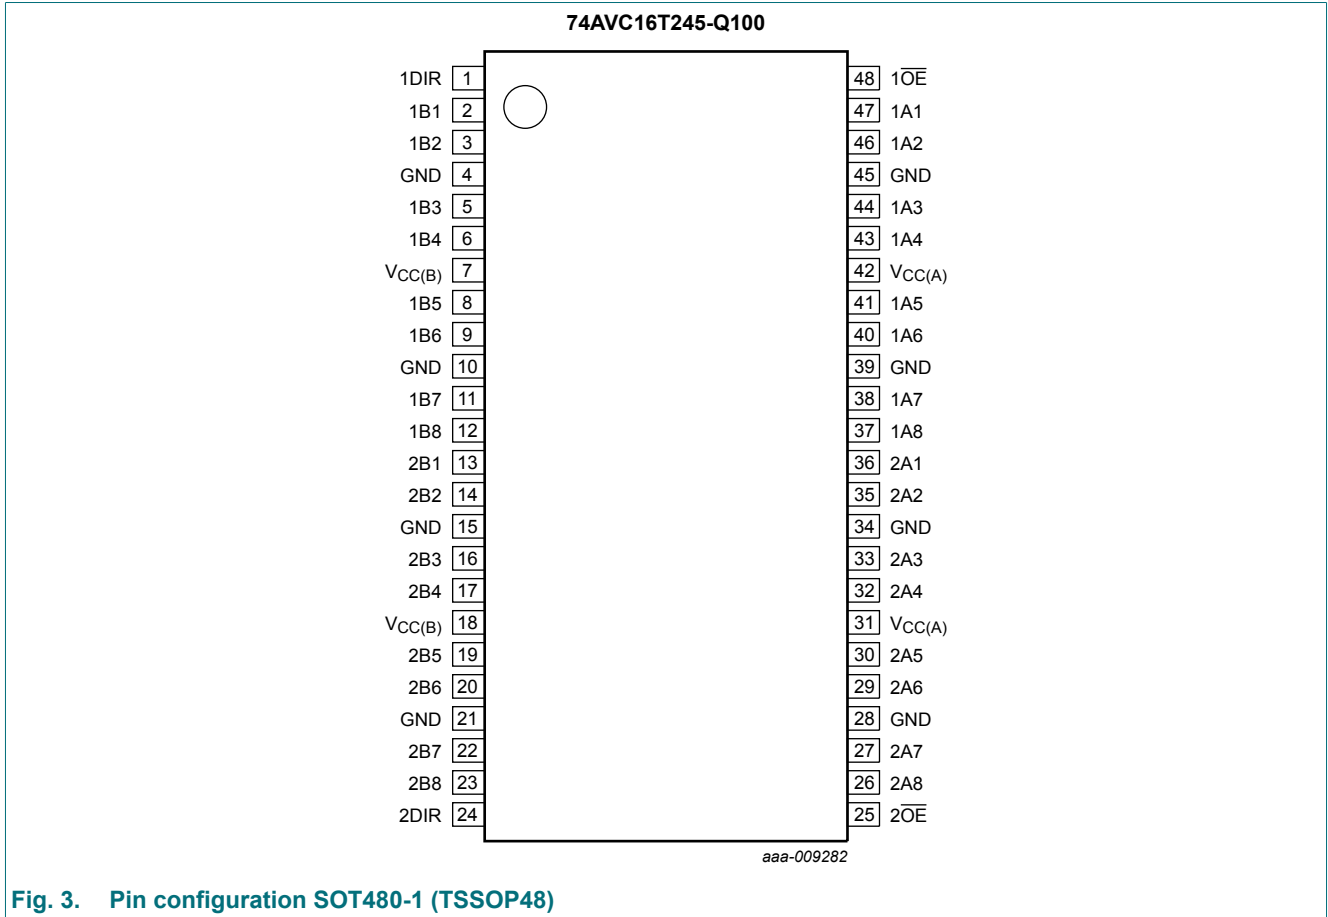 74AVC16T245-Q100
1DIR 1 48 1OE
1B1 2 47 1A1
1B2 3 46 1A2
GND 4 45 GND
1B3 5 44 1A3
1B4 6 43 1A4
VCC(B) 7 42 VCC(A)
1B5 8 41 1A5
1B6 9 40 1A6
GND 10 39 GND
1B7 11 38 1A7
1B8 12 37 1A8
2B1 13 36 2A1
2B2 14 35 2A2
GND 15 34 GND
2B3 16 33 2A3
2B4 17 32 2A4
VCC(B) 18 31 VCC(A)
2B5 19 30 2A5
2B6 20 29 2A6
GND 21 28 GND
2B7 22 27 2A7
2B8 23 26 2A8
2DIR 24 25 2OE
aaa-009282
Fig. 3. Pin configuration SOT480-1 (TSSOP48)